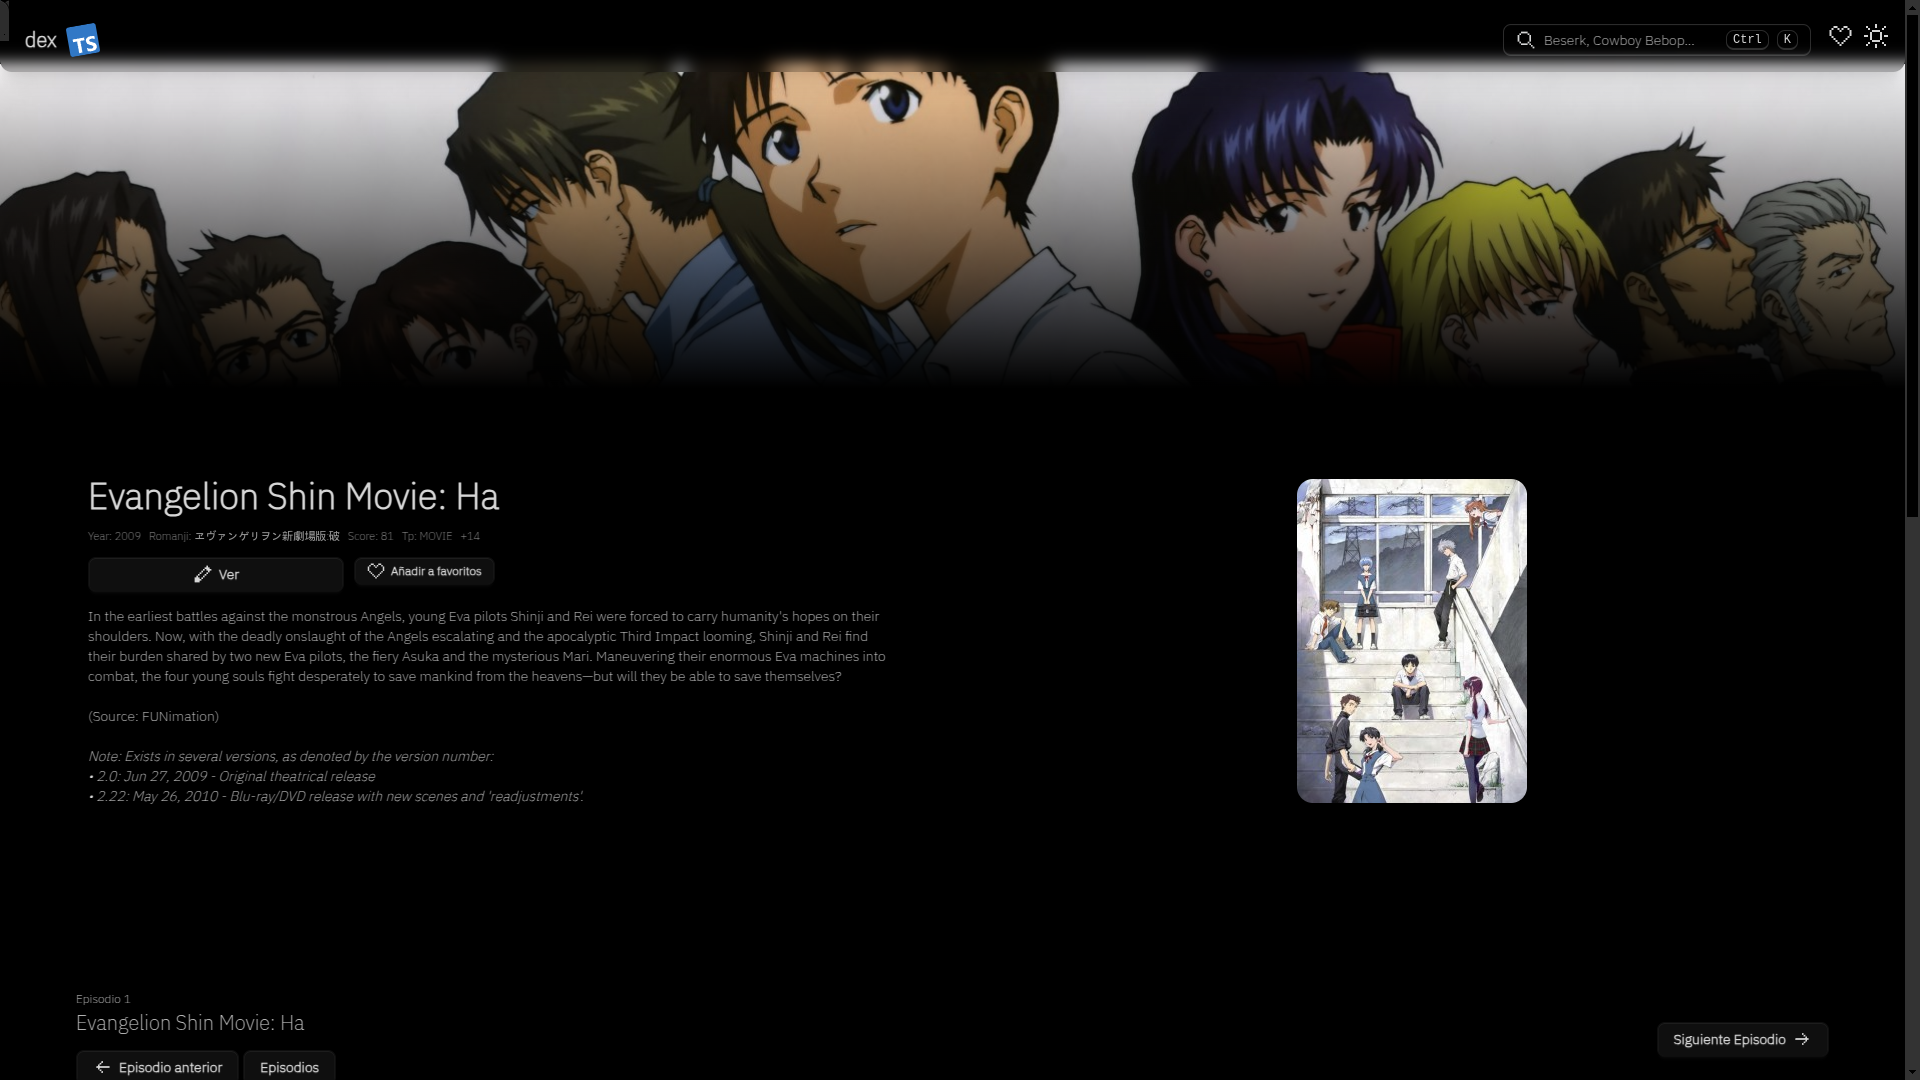 dex TS
Beserk, Cowboy Bebop... Ctrl K
Evangelion Shin Movie: Ha
Year: 2009 Romanji: ヱヴァンゲリヲン新劇場版:破 Score: 81 Tp: MOVIE +14
Ver Añadir a favoritos
In the earliest battles against the monstrous Angels, young Eva pilots Shinji and Rei were forced to carry humanity's hopes on their
shoulders. Now, with the deadly onslaught of the Angels escalating and the apocalyptic Third Impact looming, Shinji and Rei find
their burden shared by two new Eva pilots, the fiery Asuka and the mysterious Mari. Maneuvering their enormous Eva machines into
combat, the four young souls fight desperately to save mankind from the heavens—but will they be able to save themselves?
(Source: FUNimation)
Note: Exists in several versions, as denoted by the version number:
• 2.0: Jun 27, 2009 - Original theatrical release
• 2.22: May 26, 2010 - Blu-ray/DVD release with new scenes and 'readjustments'.
Episodio 1
Evangelion Shin Movie: Ha
Siguiente Episodio
Episodio anterior Episodios